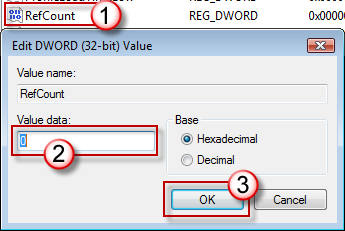 RefCount REG_DWORD 0x0000
1
Edit DWORD (32-bit) Value
Value name:
RefCount
Value data:
0
2
Base
Hexadecimal
Decimal
3
OK
Cancel